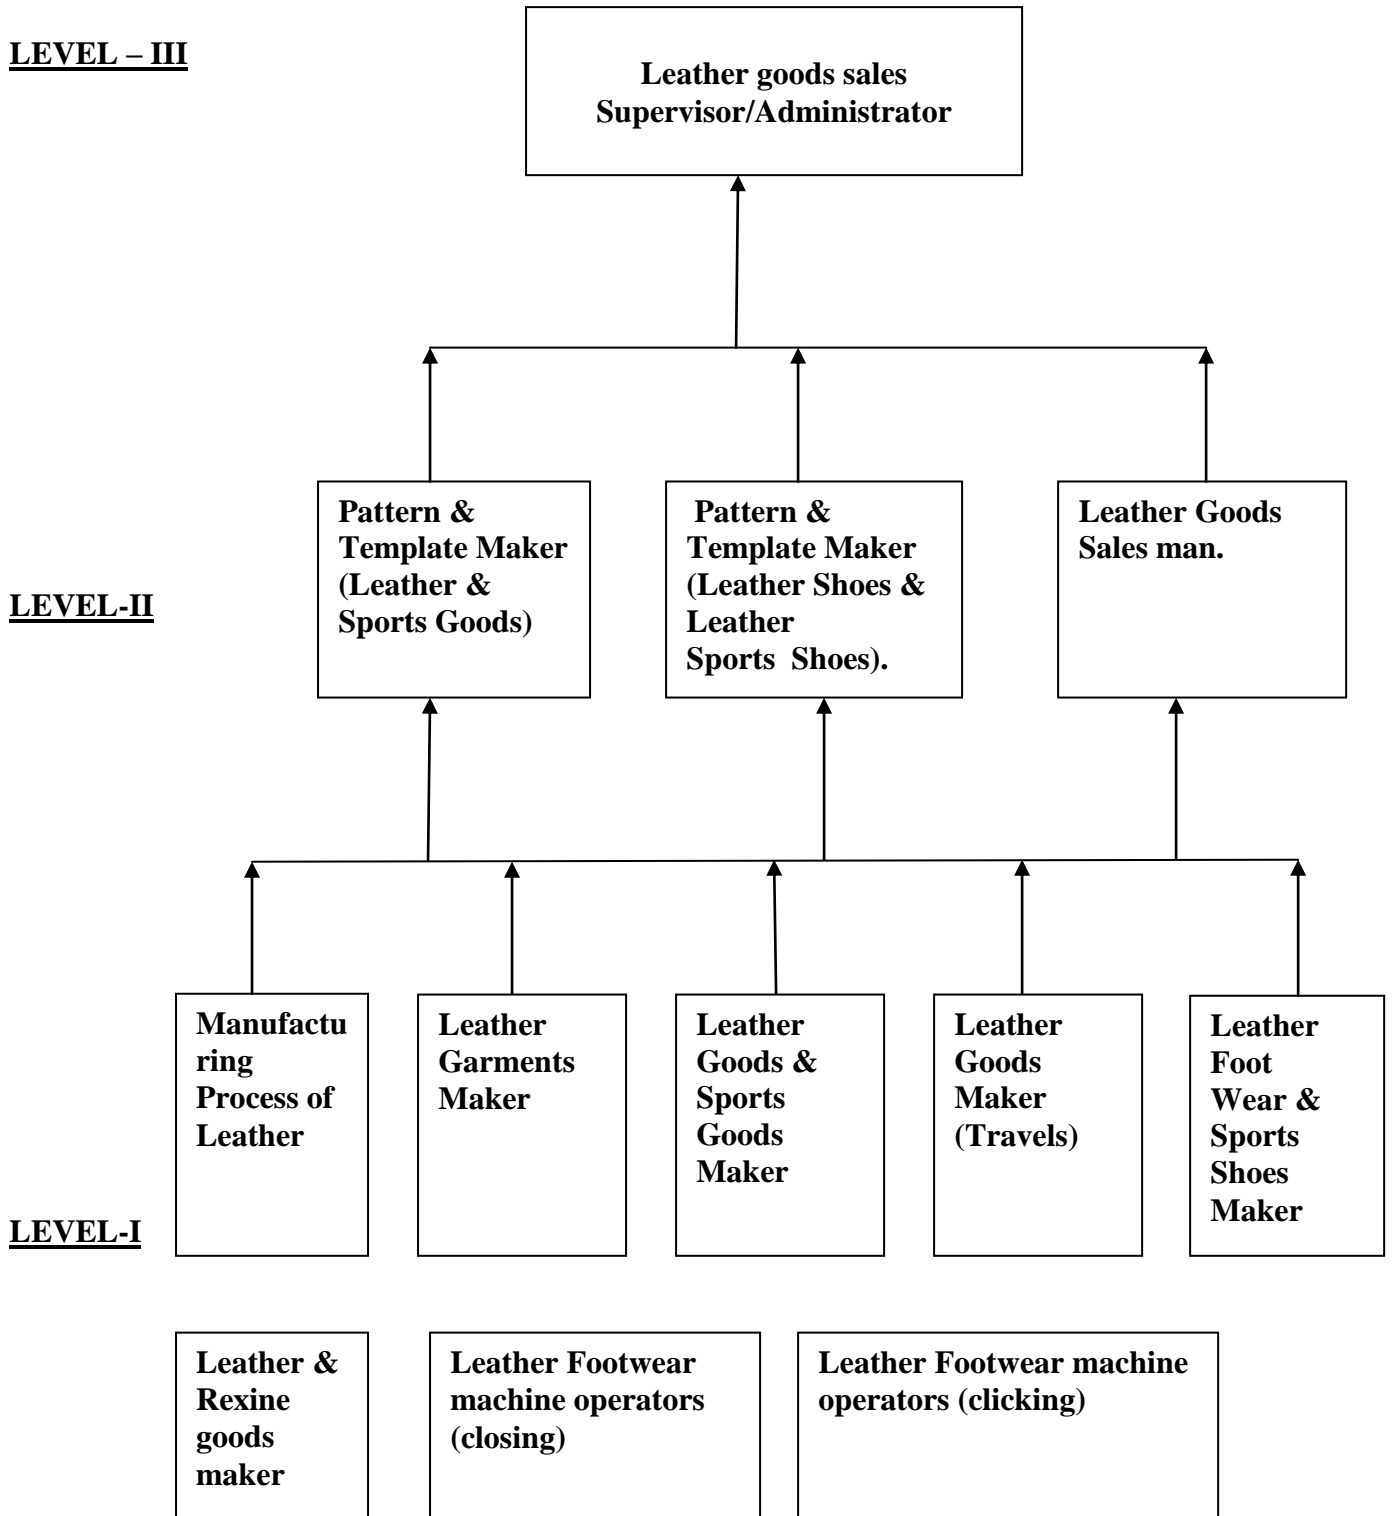 LEVEL – III
Leather goods sales
Supervisor/Administrator
LEVEL-II
Pattern &
Template Maker
(Leather &
Sports Goods)
Pattern &
Template Maker
(Leather Shoes &
Leather
Sports Shoes).
Leather Goods
Sales man.
LEVEL-I
Manufactu
ring
Process of
Leather
Leather
Garments
Maker
Leather
Goods &
Sports
Goods
Maker
Leather
Goods
Maker
(Travels)
Leather
Foot
Wear &
Sports
Shoes
Maker
Leather &
Rexine
goods
maker
Leather Footwear
machine operators
(closing)
Leather Footwear machine
operators (clicking)